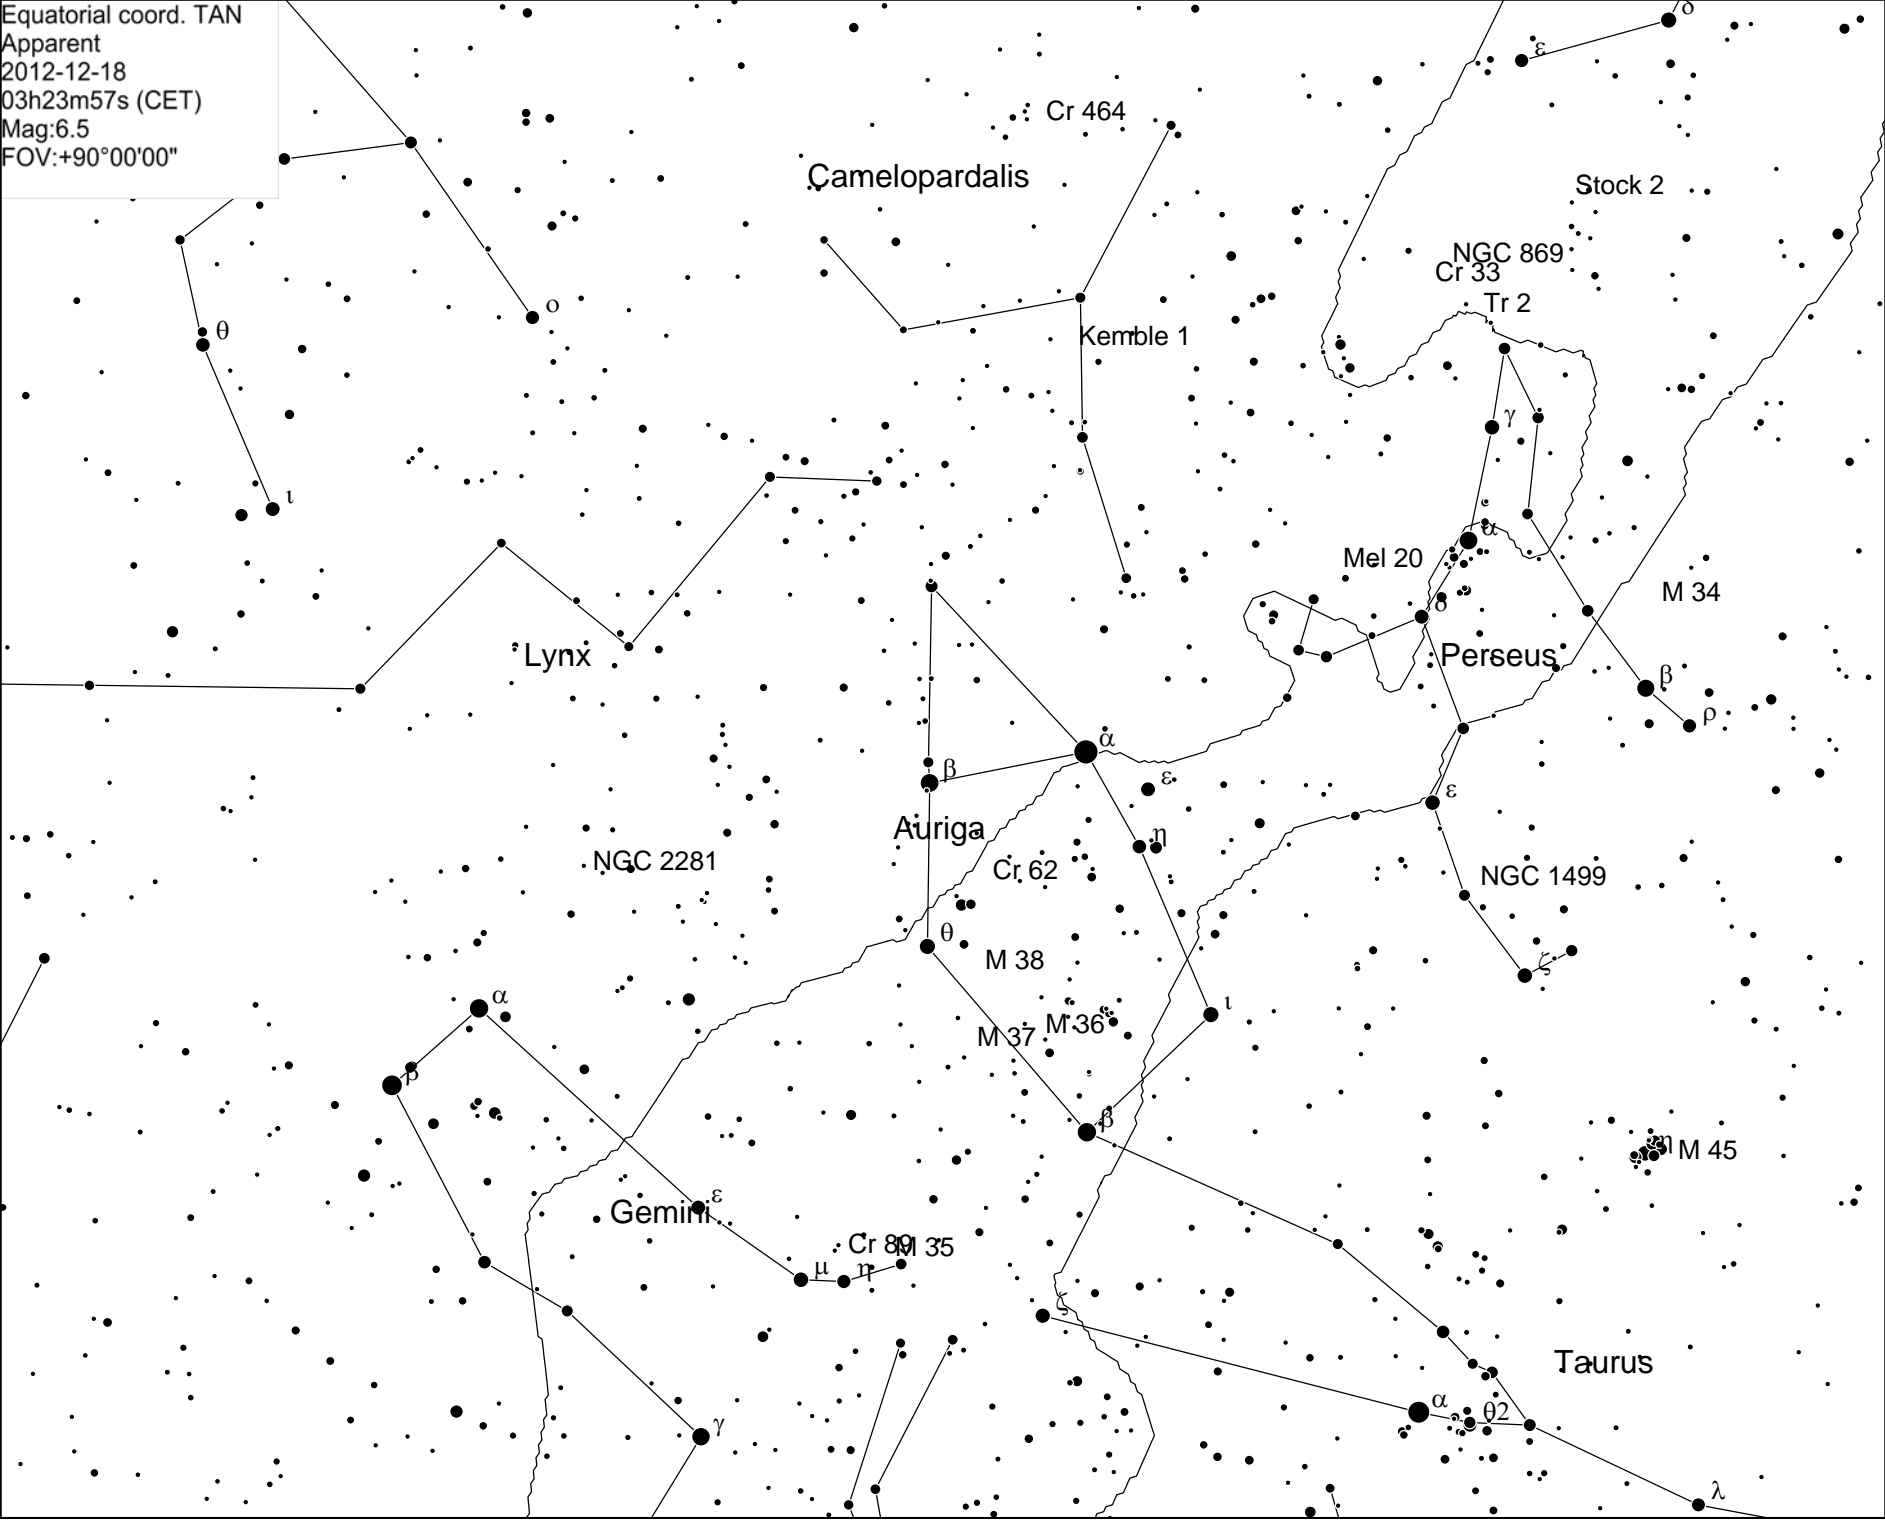 Equatorial coord. TAN
Apparent
2012-12-18
03h23m57s (CET)
Mag:6.5
FOV:+90°00'00"
δ
ε
Cr 464
Camelopardalis
Stock 2
NGC 869
Cr 33
Tr 2
ο
θ
Kemble 1
γ
ι
α
Mel 20
M 34
δ
Lynx
Perseus
β
ρ
α
β
ε
ε
Auriga
η
NGC 2281
Cr 62
NGC 1499
θ
M 38
ζ
α
ι
M 36
M 37
β
β
η
M 45
ε
Gemini
Cr 89
M 35
μ
η
ζ
Taurus
α
θ2
γ
λ